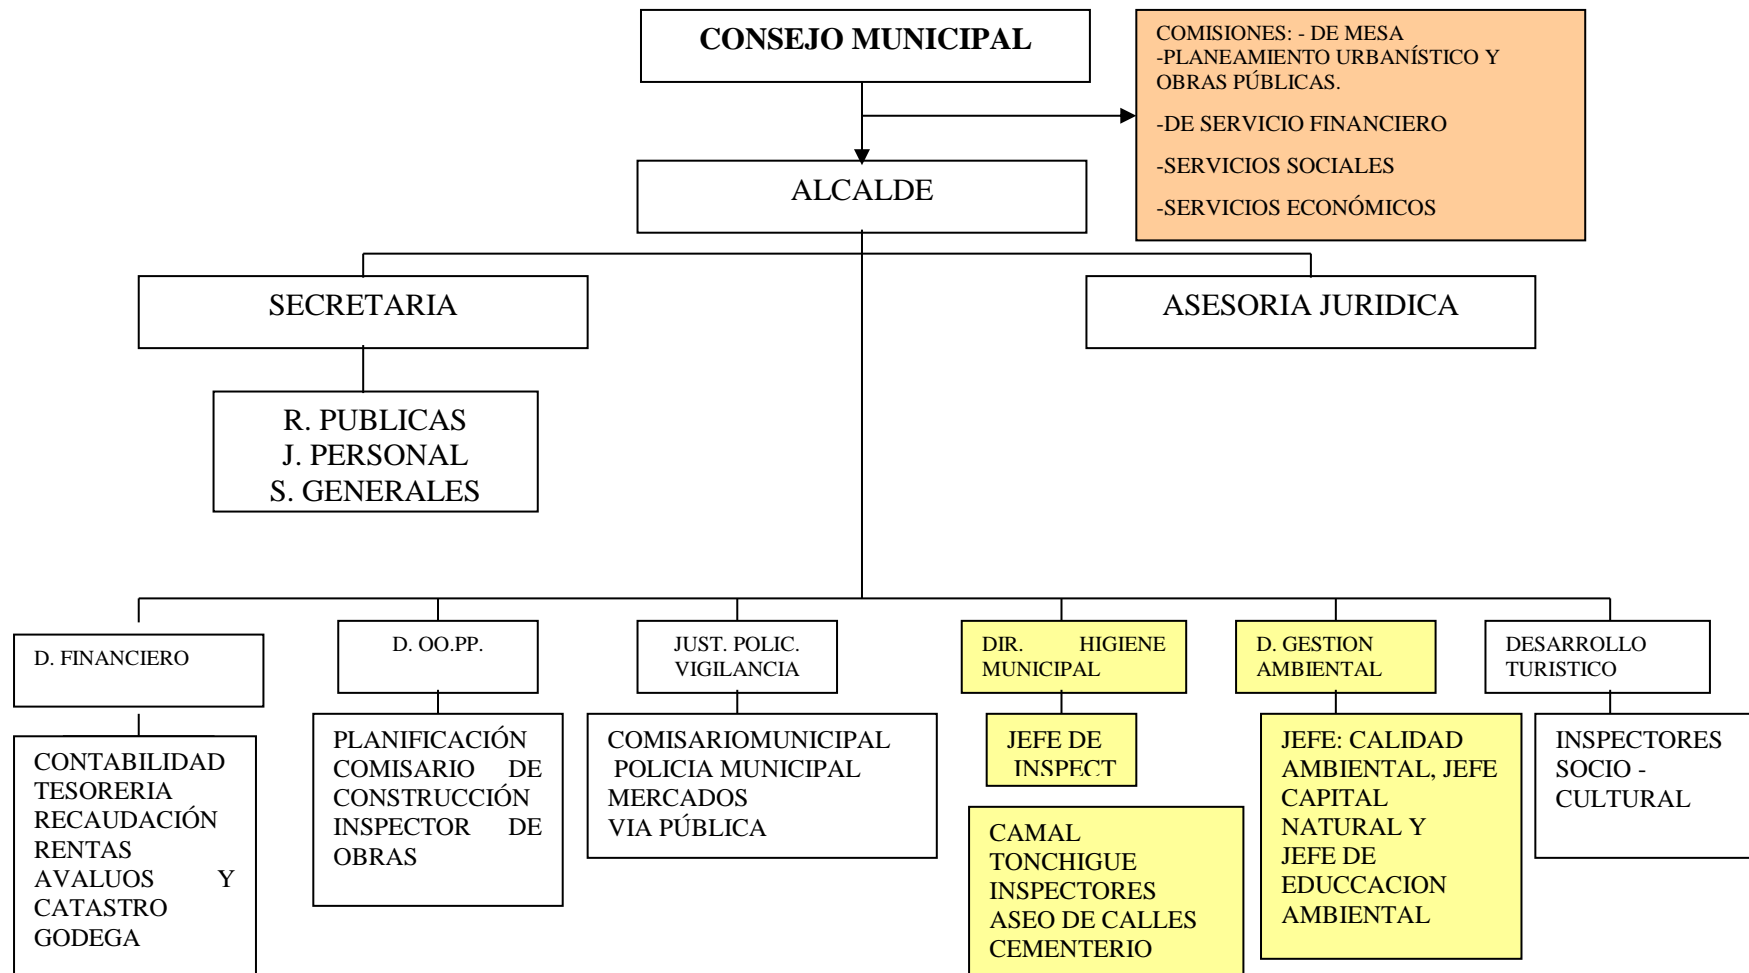 CONSEJO MUNICIPAL
COMISIONES: - DE MESA
-PLANEAMIENTO URBANÍSTICO Y
OBRAS PÚBLICAS.
-DE SERVICIO FINANCIERO
-SERVICIOS SOCIALES
-SERVICIOS ECONÓMICOS
ALCALDE
SECRETARIA
ASESORIA JURIDICA
R. PUBLICAS
J. PERSONAL
S. GENERALES
D. FINANCIERO
D. OO.PP.
JUST. POLIC.
VIGILANCIA
DIR. HIGIENE
MUNICIPAL
D. GESTION
AMBIENTAL
DESARROLLO
TURISTICO
CONTABILIDAD
TESORERIA
RECAUDACIÓN
RENTAS
AVALUOS Y
CATASTRO
GODEGA
PLANIFICACIÓN
COMISARIO DE
CONSTRUCCIÓN
INSPECTOR DE
OBRAS
COMISARIOMUNICIPAL
POLICIA MUNICIPAL
MERCADOS
VIA PÚBLICA
JEFE DE
INSPECT
CAMAL
TONCHIGUE
INSPECTORES
ASEO DE CALLES
CEMENTERIO
JEFE: CALIDAD
AMBIENTAL, JEFE
CAPITAL
NATURAL Y
JEFE DE
EDUCCACION
AMBIENTAL
INSPECTORES
SOCIO -
CULTURAL